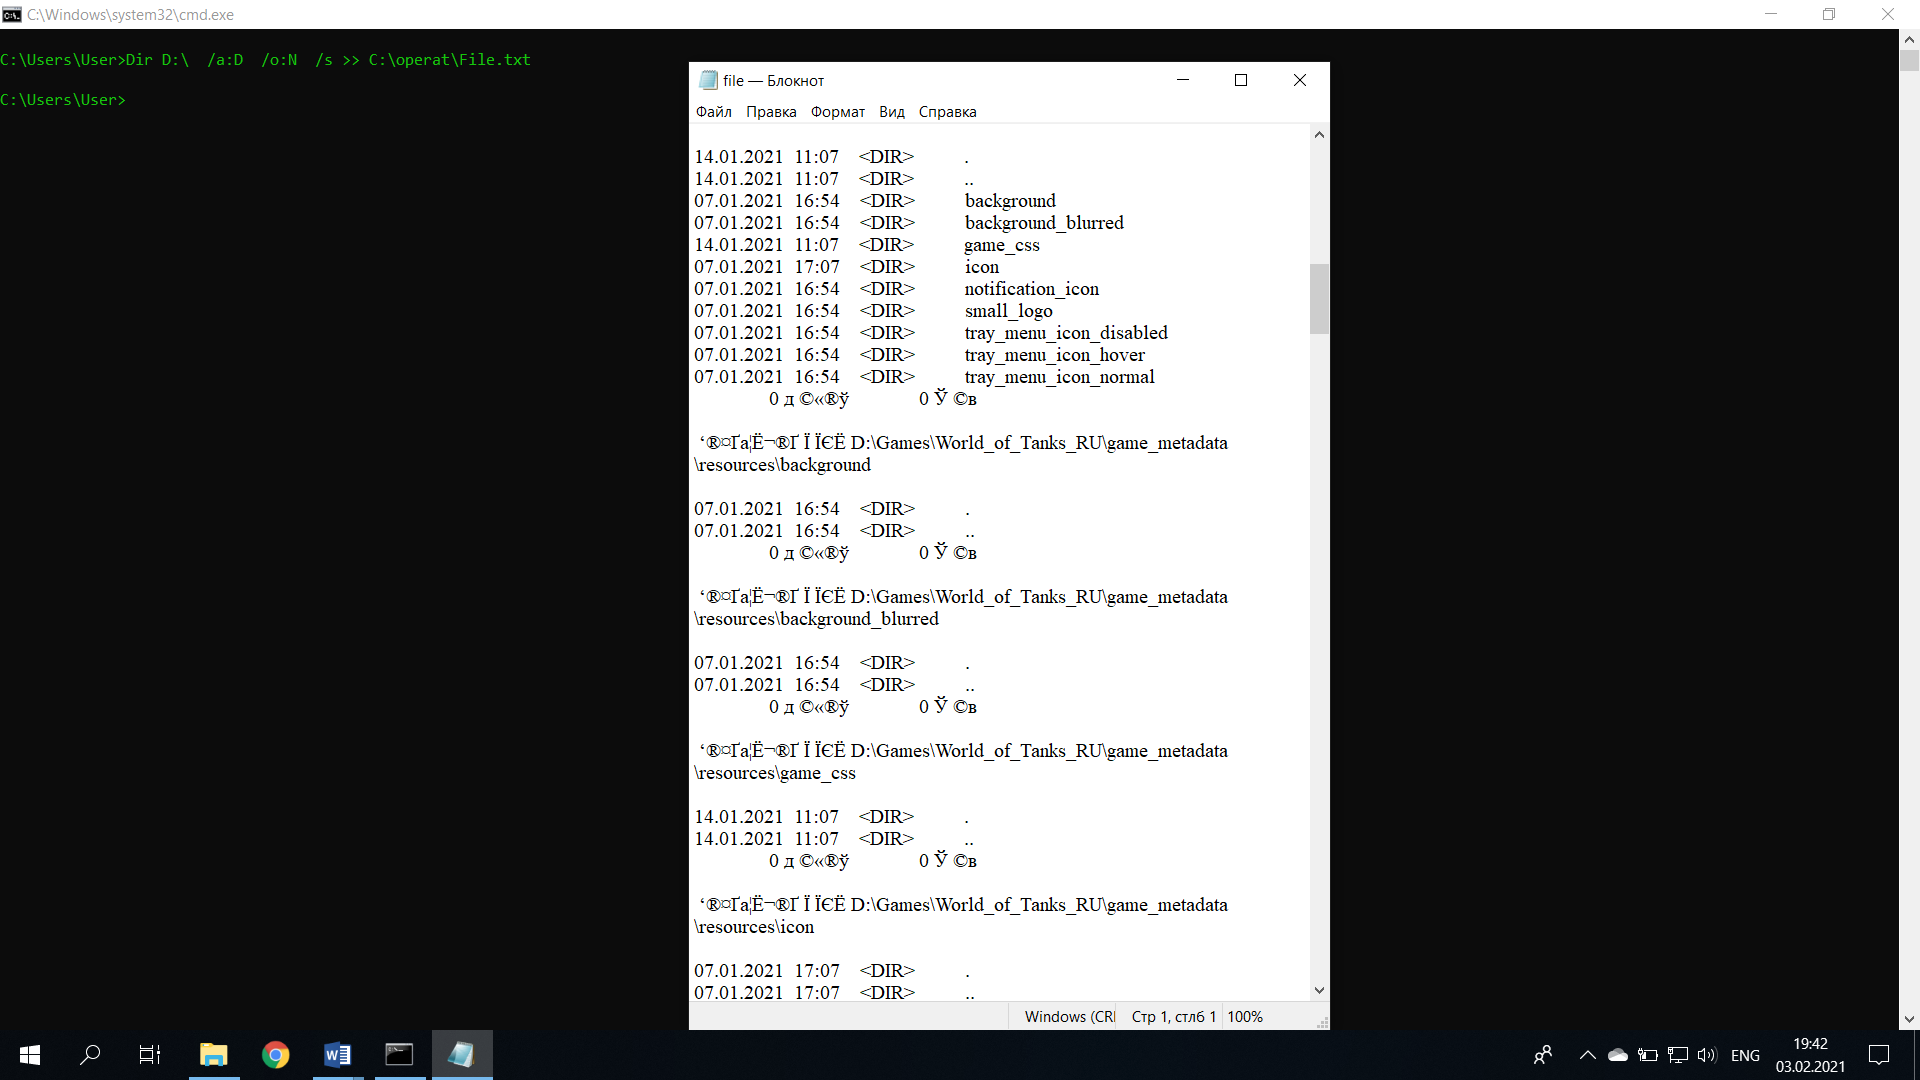 C:\Windows\system32\cmd.exe
C:\Users\User>Dir D:\  /a:D  /o:N  /s >> C:\operat\File.txt
C:\Users\User>
file — Блокнот
Файл Правка Формат Вид Справка
14.01.2021  11:07    <DIR>          .
14.01.2021  11:07    <DIR>          ..
07.01.2021  16:54    <DIR>          background
07.01.2021  16:54    <DIR>          background_blurred
14.01.2021  11:07    <DIR>          game_css
07.01.2021  17:07    <DIR>          icon
07.01.2021  16:54    <DIR>          notification_icon
07.01.2021  16:54    <DIR>          small_logo
07.01.2021  16:54    <DIR>          tray_menu_icon_disabled
07.01.2021  16:54    <DIR>          tray_menu_icon_hover
07.01.2021  16:54    <DIR>          tray_menu_icon_normal
0 д ©«®ў              0 Ў ©в
‘®¤Ґа¦Ё¬®Ґ Ї ЇЄЁ D:\Games\World_of_Tanks_RU\game_metadata
\resources\background
07.01.2021  16:54    <DIR>          .
07.01.2021  16:54    <DIR>          ..
0 д ©«®ў              0 Ў ©в
‘®¤Ґа¦Ё¬®Ґ Ї ЇЄЁ D:\Games\World_of_Tanks_RU\game_metadata
\resources\background_blurred
07.01.2021  16:54    <DIR>          .
07.01.2021  16:54    <DIR>          ..
0 д ©«®ў              0 Ў ©в
‘®¤Ґа¦Ё¬®Ґ Ї ЇЄЁ D:\Games\World_of_Tanks_RU\game_metadata
\resources\game_css
14.01.2021  11:07    <DIR>          .
14.01.2021  11:07    <DIR>          ..
0 д ©«®ў              0 Ў ©в
‘®¤Ґа¦Ё¬®Ґ Ї ЇЄЁ D:\Games\World_of_Tanks_RU\game_metadata
\resources\icon
07.01.2021  17:07    <DIR>          .
07.01.2021  17:07    <DIR>          ..
Windows (CRI Стр 1, стлб 1 100%
ENG
19:42
03.02.2021